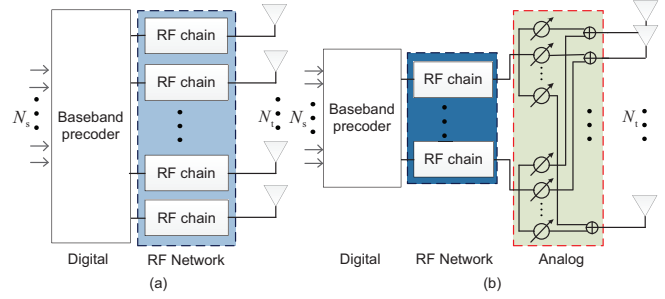 RF chain
RF chain
RF chain
RF chain
N_s
Baseband
precoder
N_t
Digital
RF Network
(a)
N_s
Baseband
precoder
RF chain
RF chain
N_t
Digital
RF Network
Analog
(b)